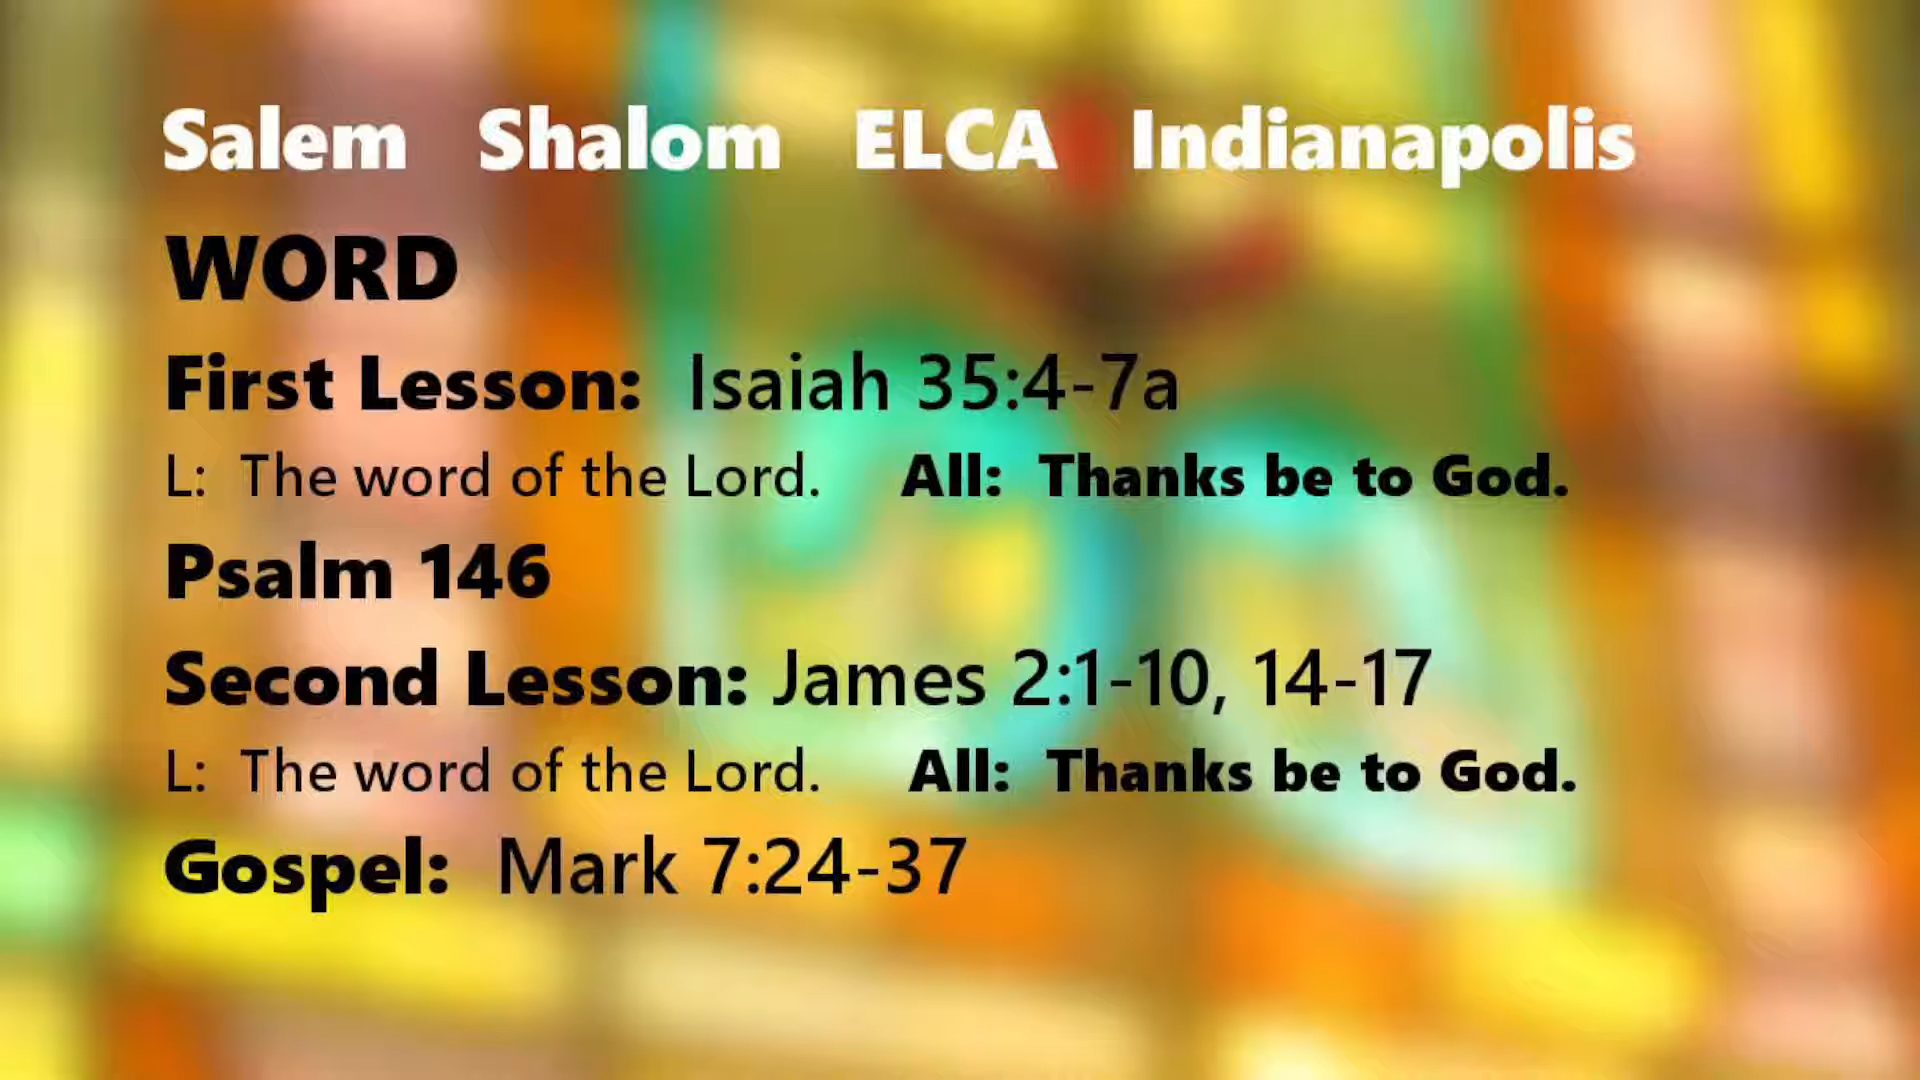 Salem Shalom ELCA Indianapolis
WORD
First Lesson: Isaiah 35:4-7a
L: The word of the Lord. All: Thanks be to God.
Psalm 146
Second Lesson: James 2:1-10, 14-17
L: The word of the Lord. All: Thanks be to God.
Gospel: Mark 7:24-37